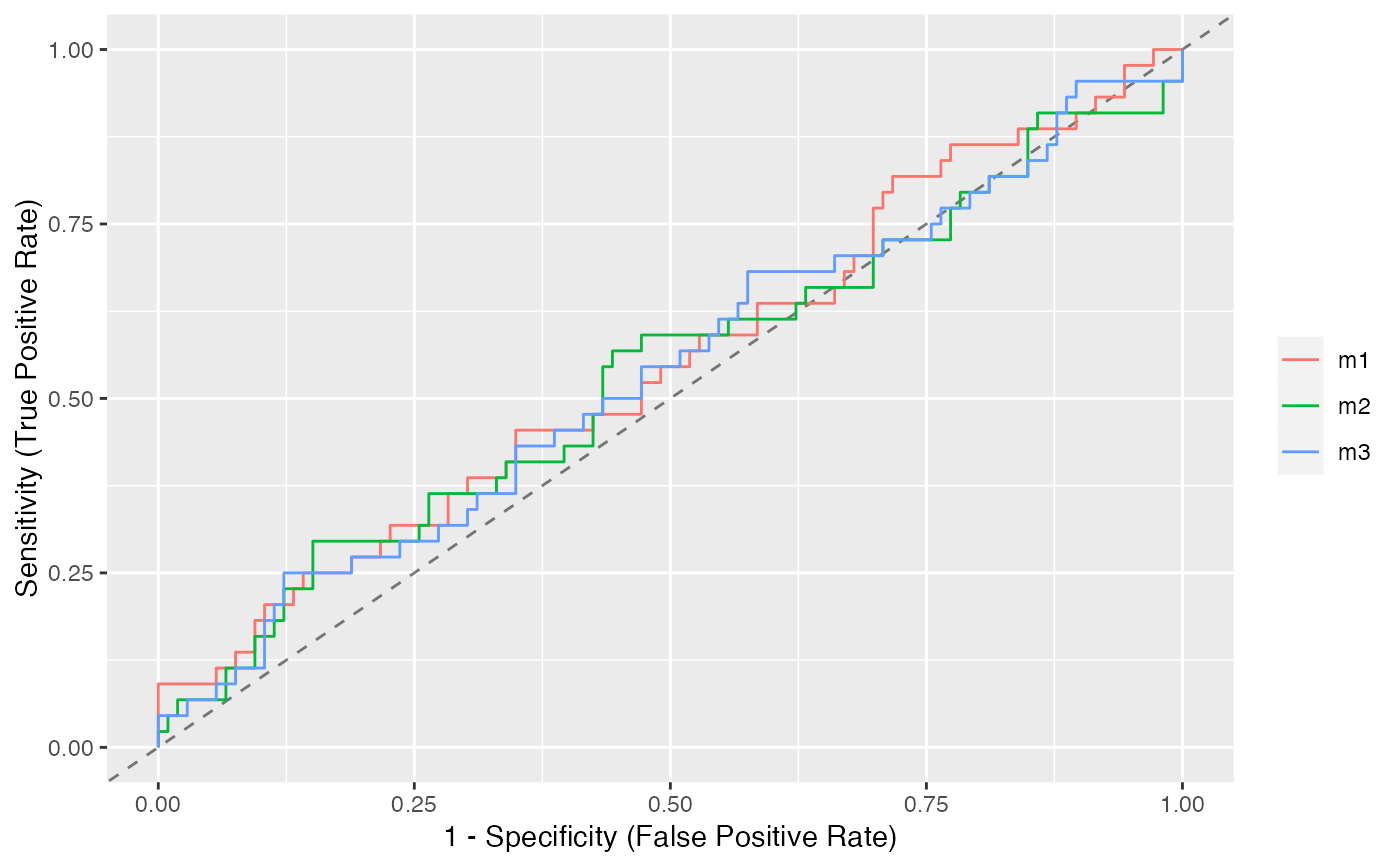 Sensitivity (True Positive Rate)
1.00
0.75
0.50
0.25
0.00
0.00 0.25 0.50 0.75 1.00
1 - Specificity (False Positive Rate)
m1
m2
m3